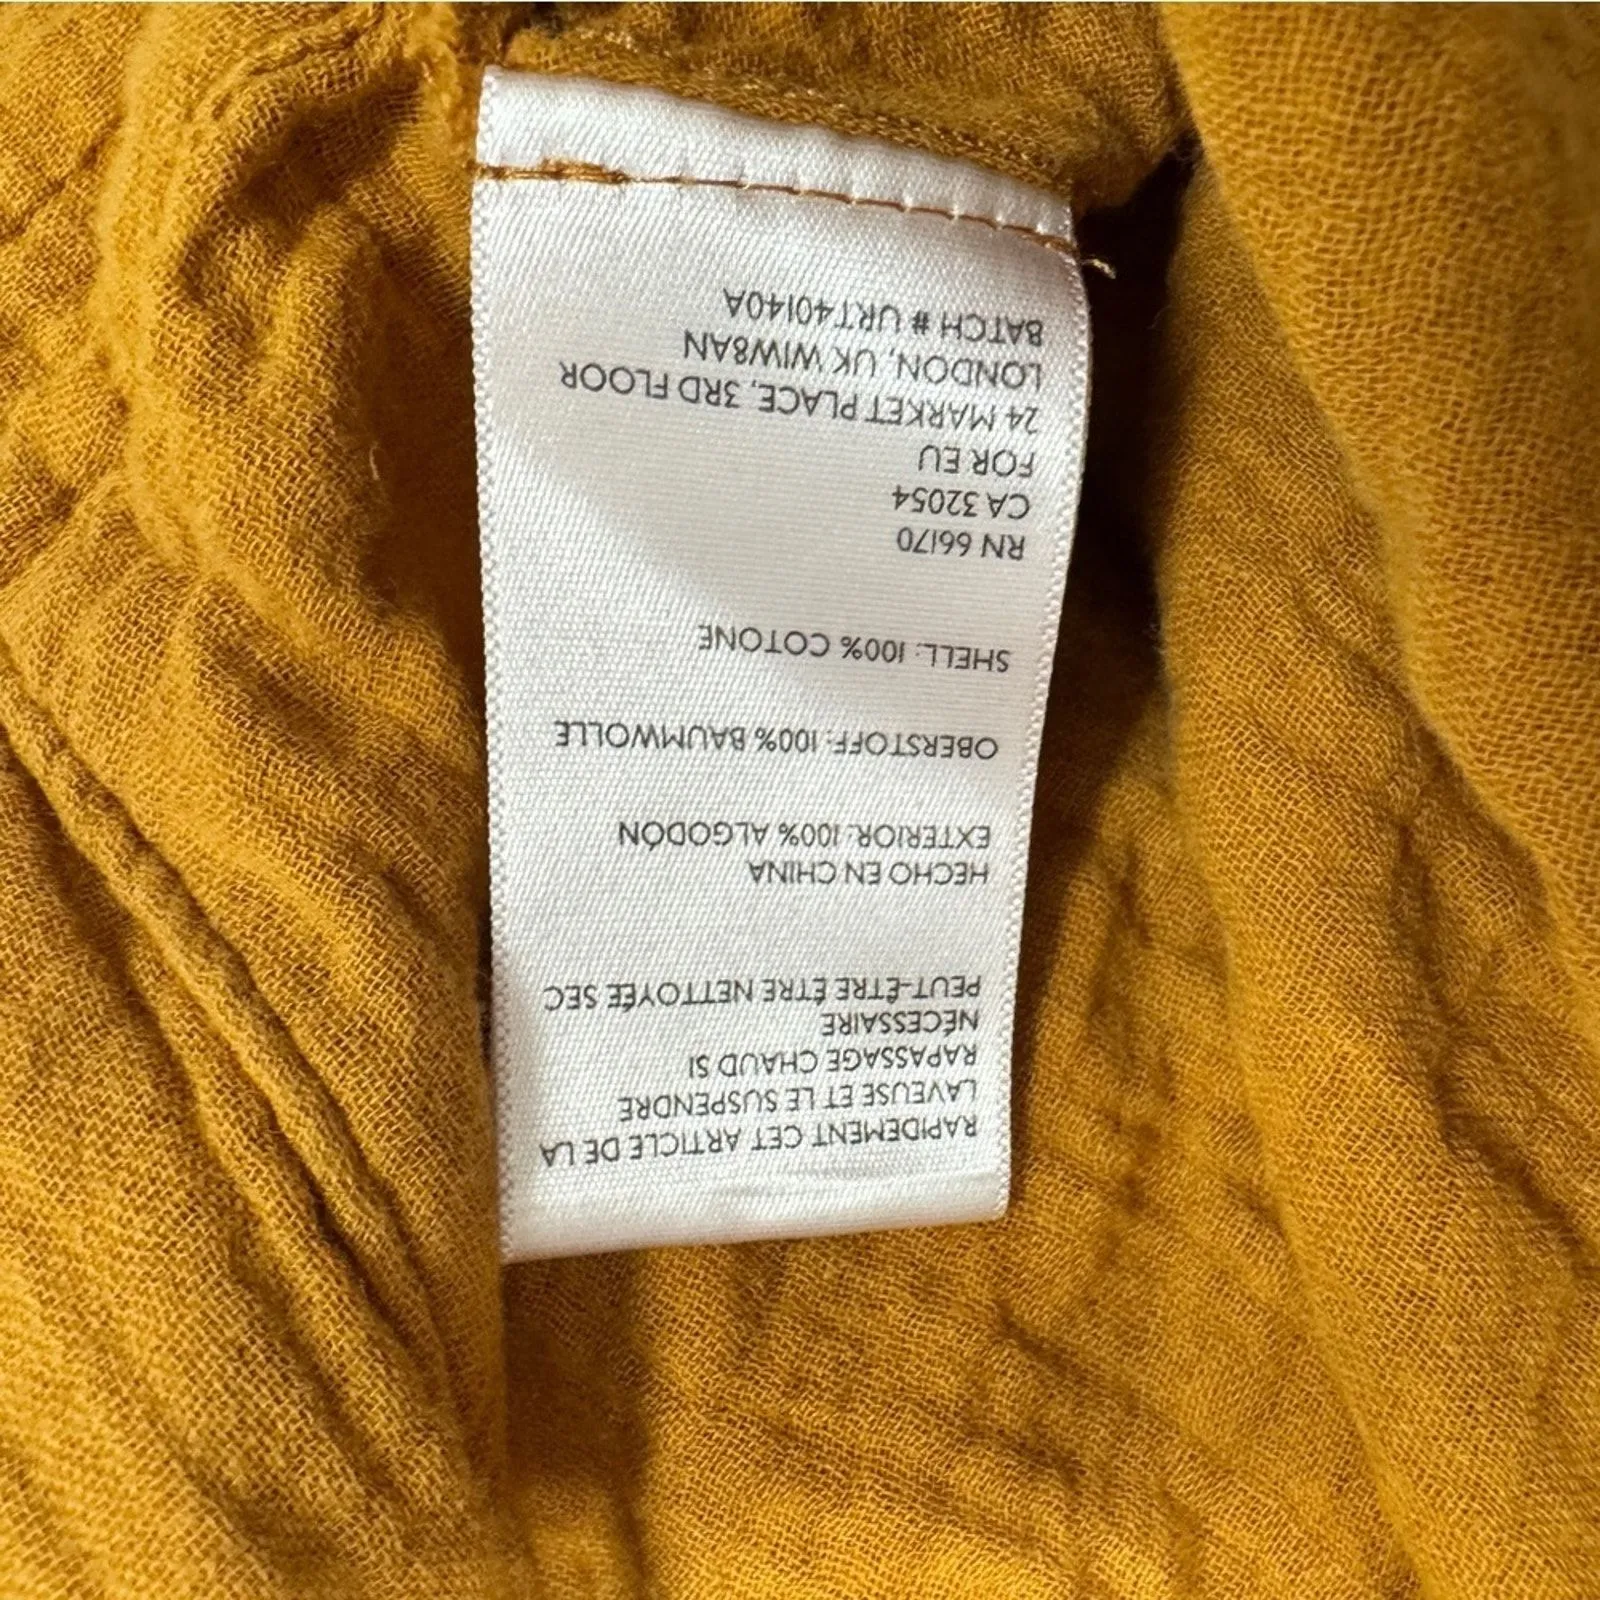 RAPIDEMENT CET ARTICLE DE LA
LAVEUSE ET LE SUSPENDRE
RAPASSAGE CHAUD SI
NÉCESSAIRE
PEUT-ÊTRE ÊTRE NETTOYÉE SEC
HECHO EN CHINA
EXTERIOR: 100% ALGODÓN
OBERSTOFF: 100% BAUMWOLLE
SHELL: 100% COTONE
RN 66170
CA 32054
FOR EU
24 MARKET PLACE, 3RD FLOOR
LONDON, UK W1W8AN
BATCH # URT40140A